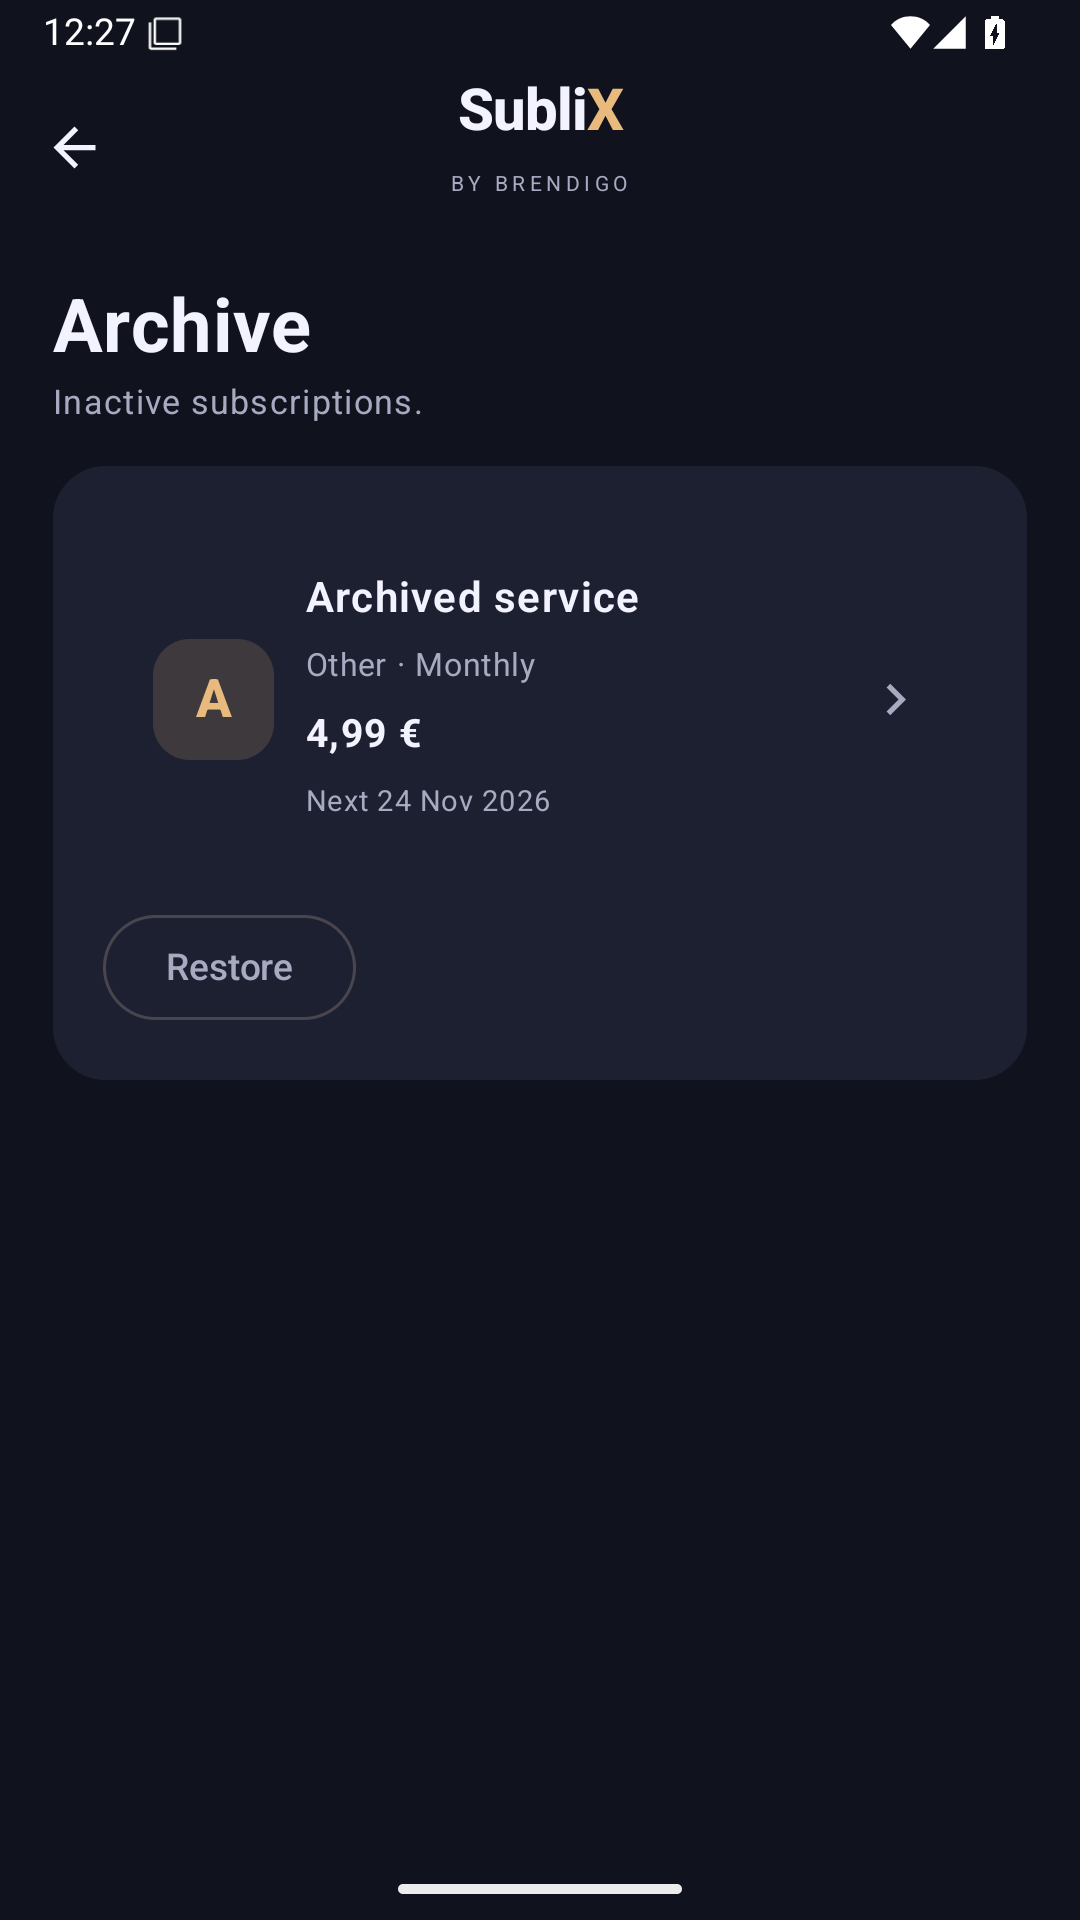 12:27
SubliX
BY BRENDIGO
Archive
Inactive subscriptions.
Archived service
Other · Monthly
A
4,99 €
Next 24 Nov 2026
Restore